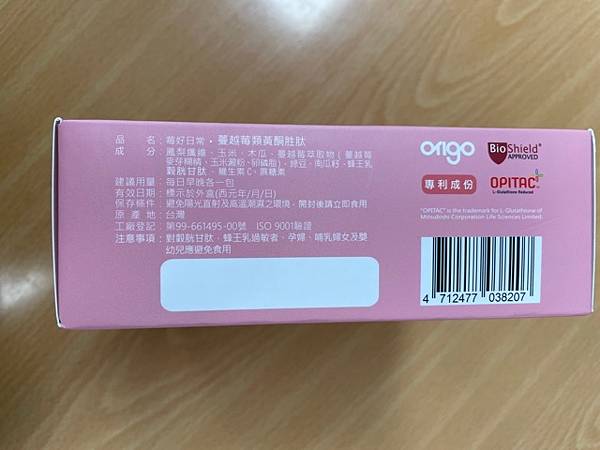 品　　名：莓好日常・蔓越莓類黃酮胜肽
成　　分：鳳梨纖維、玉米、木瓜、蔓越莓萃取物（蔓越莓
麥芽糊精、玉米澱粉、卵磷脂）、綠豆、南瓜籽、蜂王乳
穀胱甘肽、維生素C、蔗糖素
建議用量：每日早晚各一包
有效日期：標示於外盒(西元年/月/日)
保存條件：避免陽光直射及高溫潮濕之環境，開封後請立即食用
原 產 地：台灣
工廠登記：第99-661495-00號　ISO 9001驗證
注意事項：對穀胱甘肽、蜂王乳過敏者、孕婦、哺乳婦女及嬰
幼兒應避免食用
origo
BioShield
APPROVED
專利成份
OPITAC™
L-Glutathione Reduced
"OPITAC" is the trademark for L-Glutathione of
Mitsubishi Corporation Life Sciences Limited.
4 712477 038207